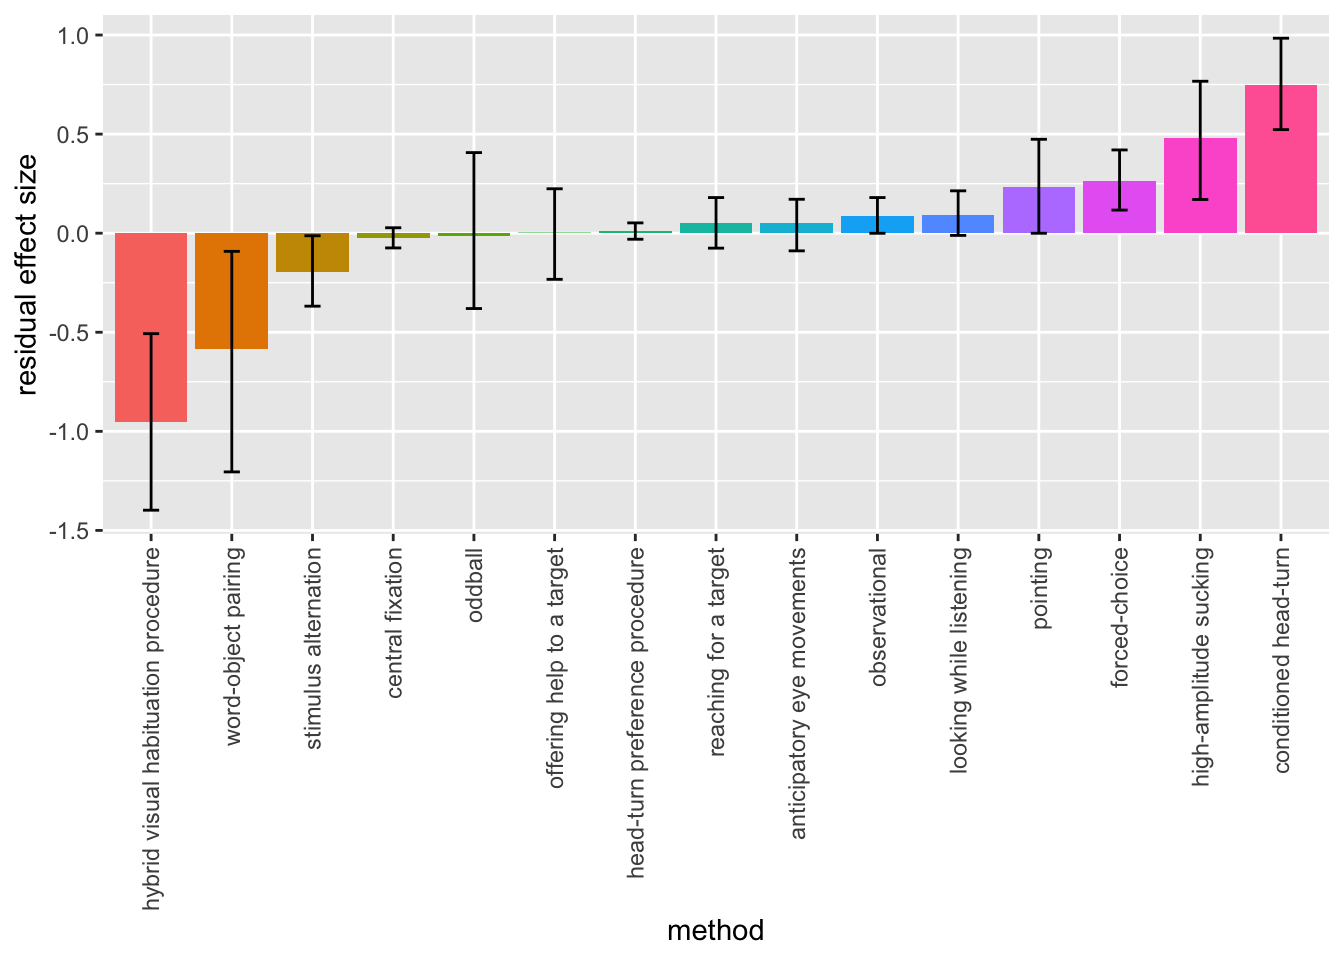 1.0
0.5
0.0
-0.5
-1.0
-1.5
residual effect size
hybrid visual habituation procedure
word-object pairing
stimulus alternation
central fixation
oddball
offering help to a target
head-turn preference procedure
reaching for a target
anticipatory eye movements
observational
looking while listening
pointing
forced-choice
high-amplitude sucking
conditioned head-turn
method